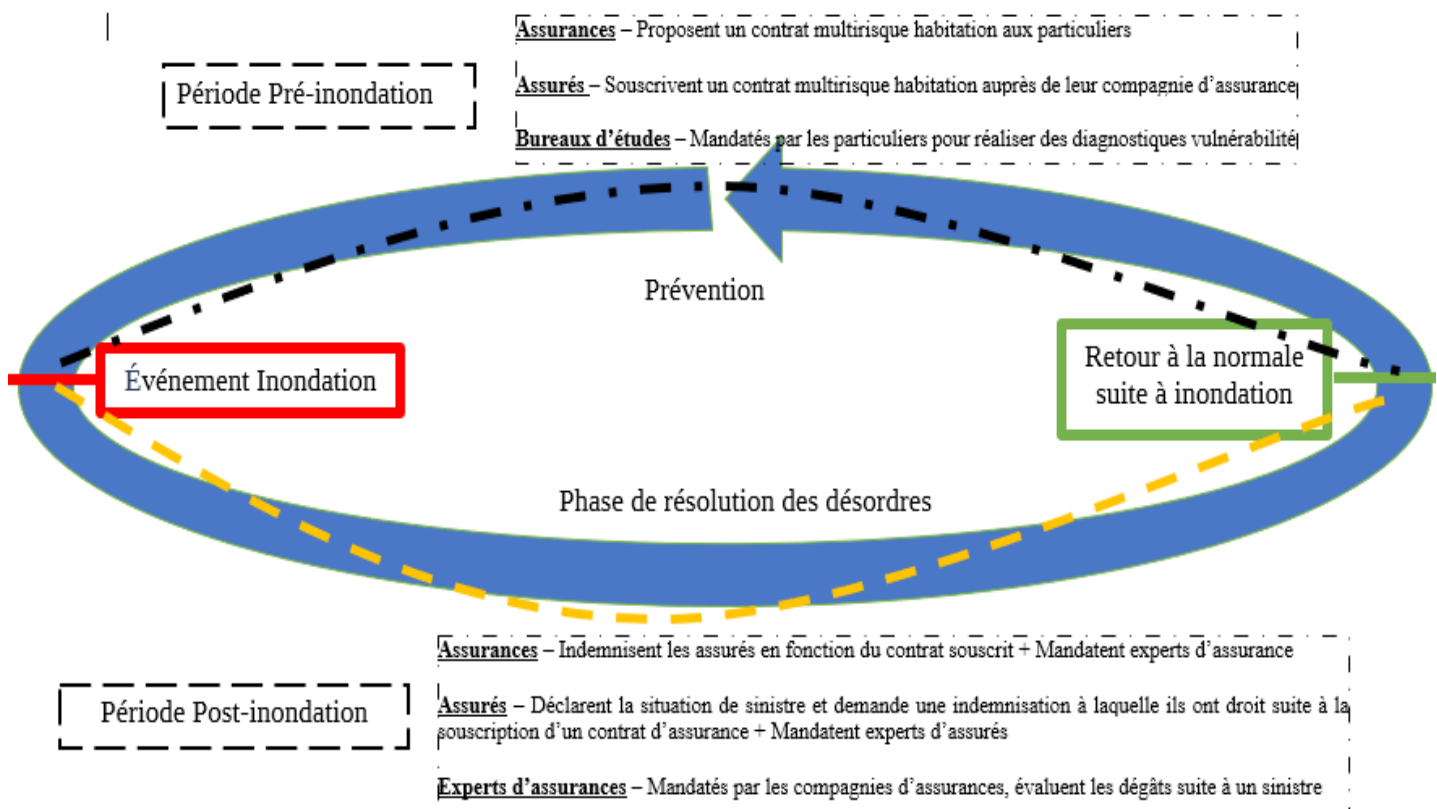 Assurances – Proposent un contrat multirisque habitation aux particuliers
Période Pré-inondation
Assurés – Souscrivent un contrat multirisque habitation auprès de leur compagnie d’assurance
Bureaux d’études – Mandatés par les particuliers pour réaliser des diagnostiques vulnérabilité
Prévention
Événement Inondation
Retour à la normale
suite à inondation
Phase de résolution des désordres
Assurances – Indemnisent les assurés en fonction du contrat souscrit + Mandatent experts d’assurance
Période Post-inondation
Assurés – Déclarent la situation de sinistre et demande une indemnisation à laquelle ils ont droit suite à la
souscription d’un contrat d’assurance + Mandatent experts d’assurés
Experts d’assurances – Mandatés par les compagnies d’assurances, évaluent les dégâts suite à un sinistre